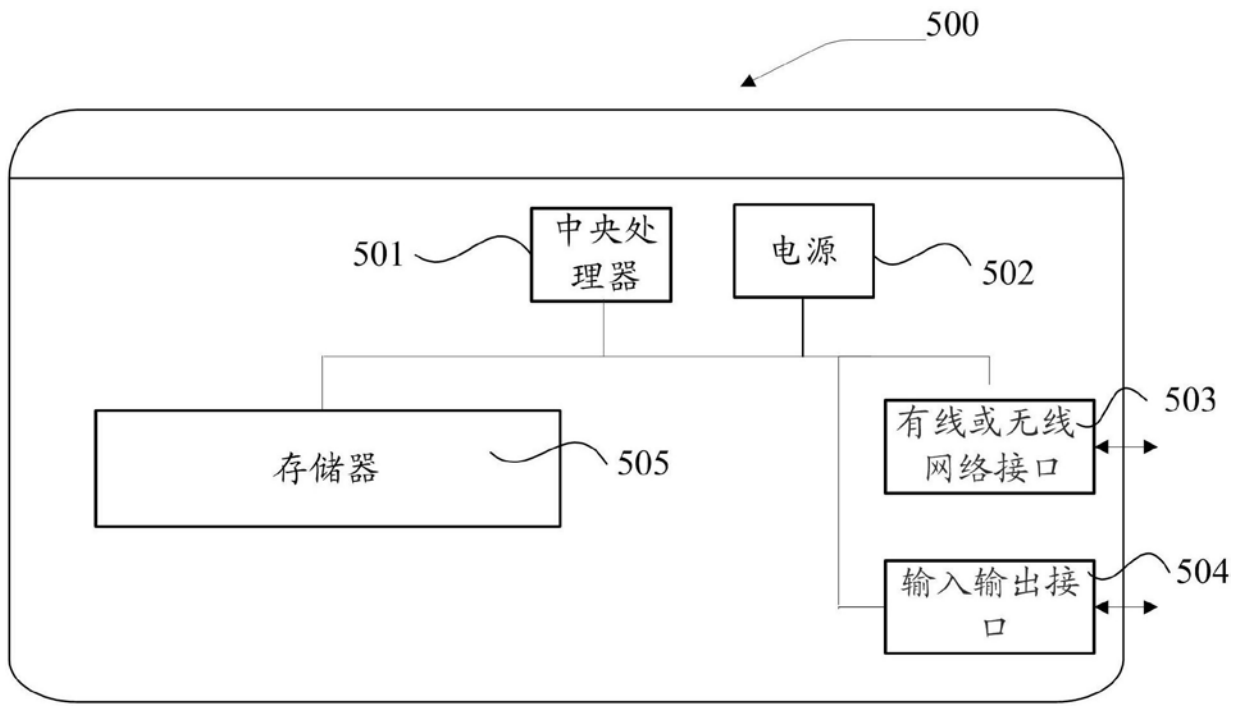 500
中央处
理器
501
电源
502
有线或无线
网络接口
503
存储器
505
输入输出接
口
504